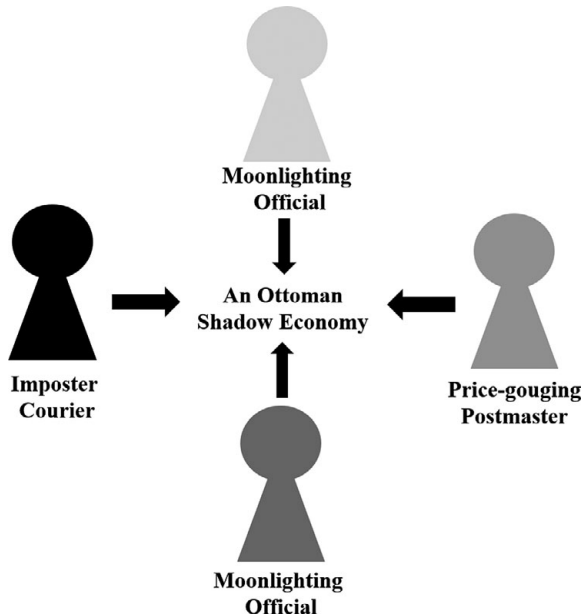 Moonlighting
Official
An Ottoman
Shadow Economy
Imposter
Courier
Price-gouging
Postmaster
Moonlighting
Official